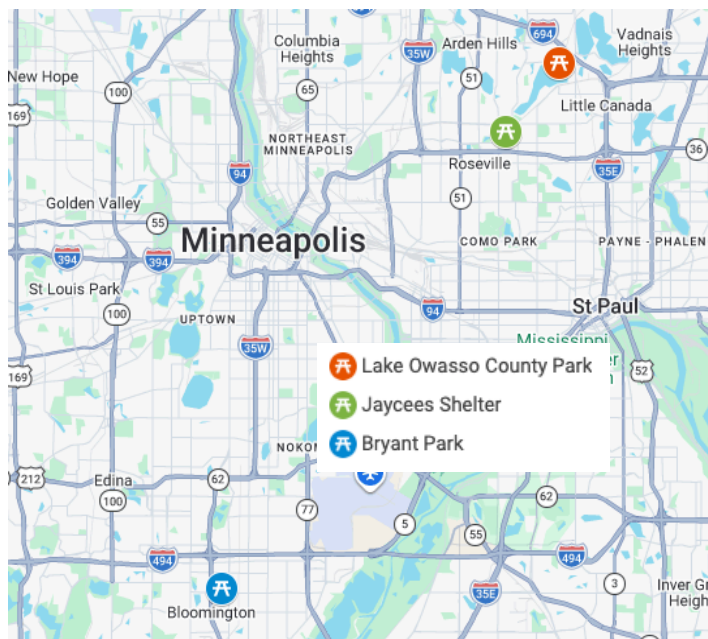 Columbia
Heights
Arden Hills
694
Vadnais
Heights
35W
New Hope
51
100
65
169
Little Canada
NORTHEAST
MINNEAPOLIS
Roseville
36
94
35E
Golden Valley
51
55
Minneapolis
COMO PARK
PAYNE - PHALEN
394
394
St Louis Park
100
94
St Paul
UPTOWN
35W
Mississippi
Lake Owasso County Park
52
169
Jaycees Shelter
Bryant Park
NOKOM
212
Edina
62
62
100
77
5
55
494
494
3
35E
Inver Gr
Heigh
Bloomington